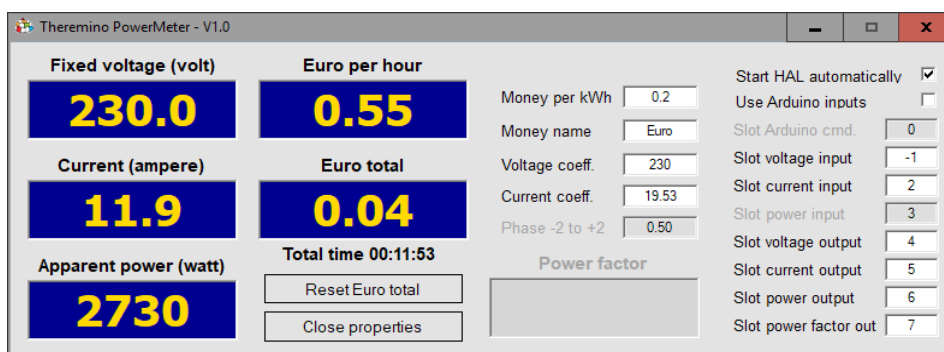 Theremino PowerMeter - V1.0
Fixed voltage (volt)
230.0
Current (ampere)
11.9
Apparent power (watt)
2730
Euro per hour
0.55
Euro total
0.04
Total time 00:11:53
Reset Euro total
Close properties
Money per kWh 0.2
Money name Euro
Voltage coeff. 230
Current coeff. 19.53
Phase -2 to +2 0.50
Power factor
Start HAL automatically
Use Arduino inputs
Slot Arduino cmd. 0
Slot voltage input -1
Slot current input 2
Slot power input 3
Slot voltage output 4
Slot current output 5
Slot power output 6
Slot power factor out 7